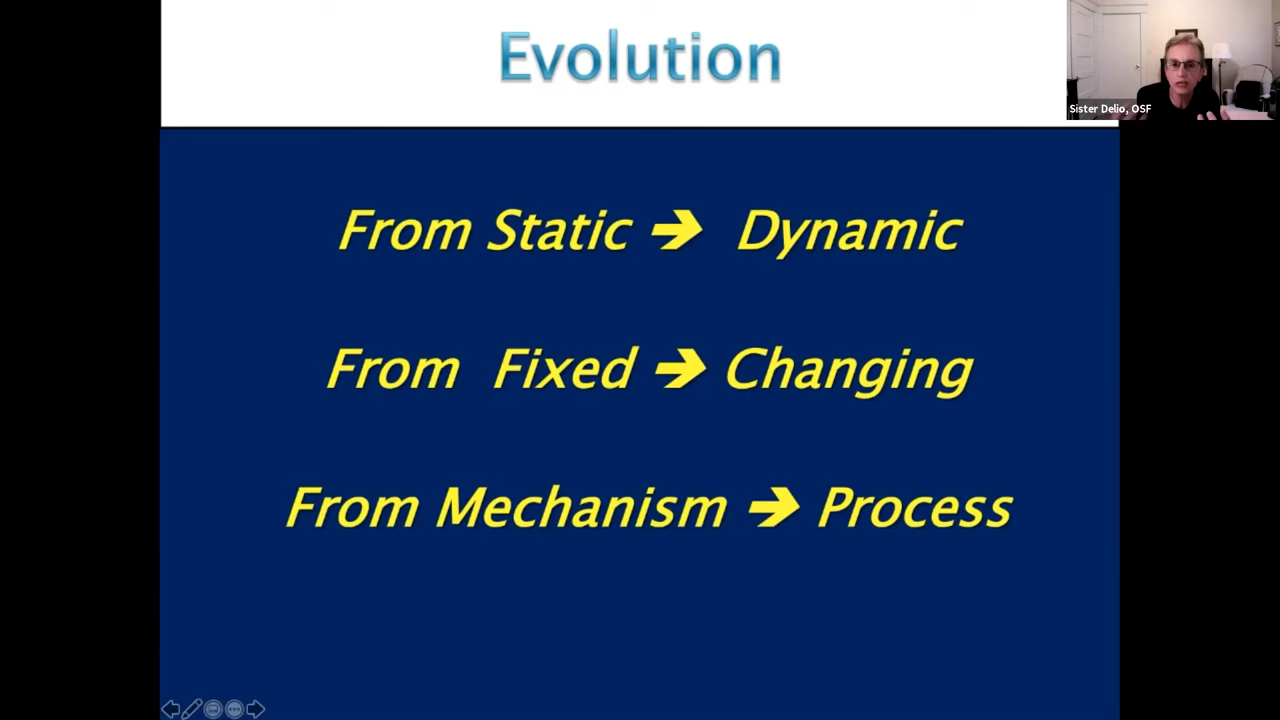 Evolution
Sister Delio, OSF
From Static ➔ Dynamic
From Fixed ➔ Changing
From Mechanism ➔ Process